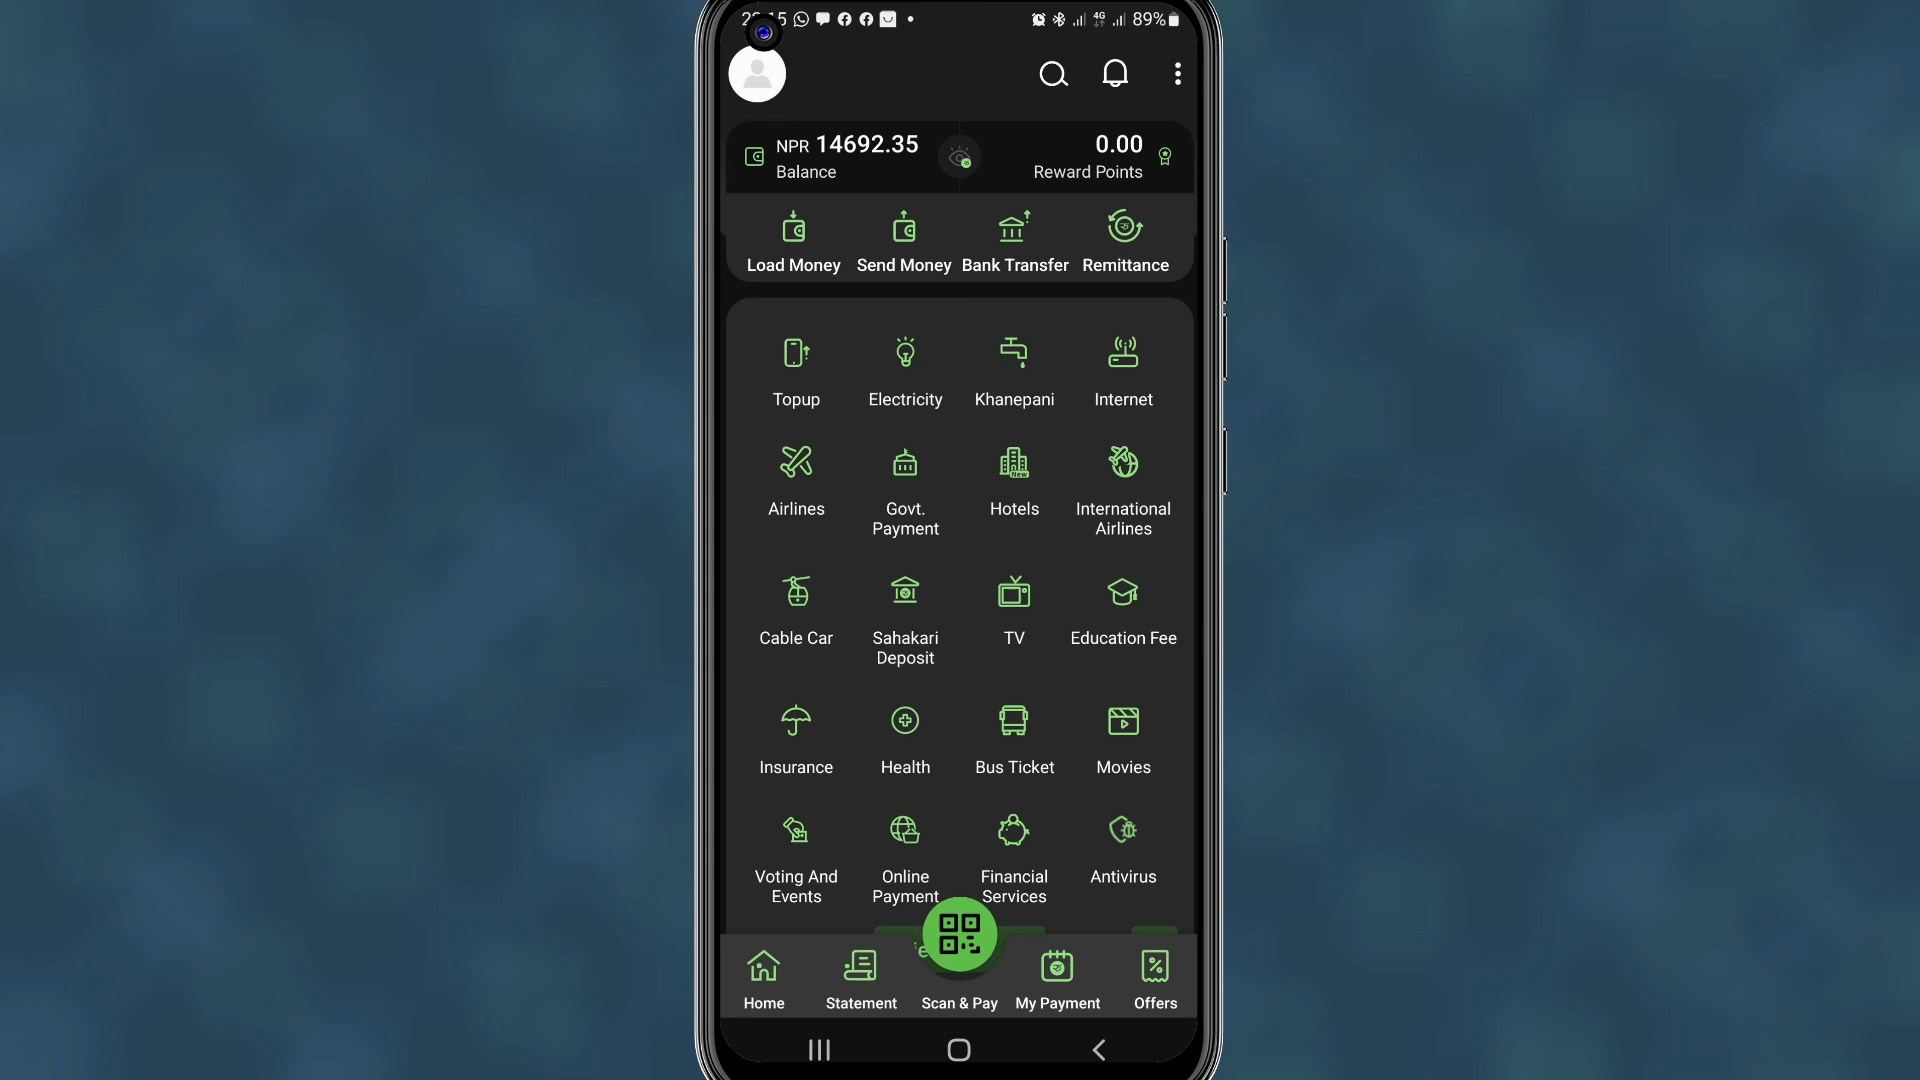 89%
NPR 14692.35
0.00
Balance
Reward Points
Load Money
Send Money
Bank Transfer
Remittance
Topup
Electricity
Khanepani
Internet
Airlines
Govt.
Payment
Hotels
International
Airlines
Cable Car
Sahakari
Deposit
TV
Education Fee
Insurance
Health
Bus Ticket
Movies
Voting And
Events
Online
Payment
Financial
Services
Antivirus
Home
Statement
Scan & Pay
My Payment
Offers